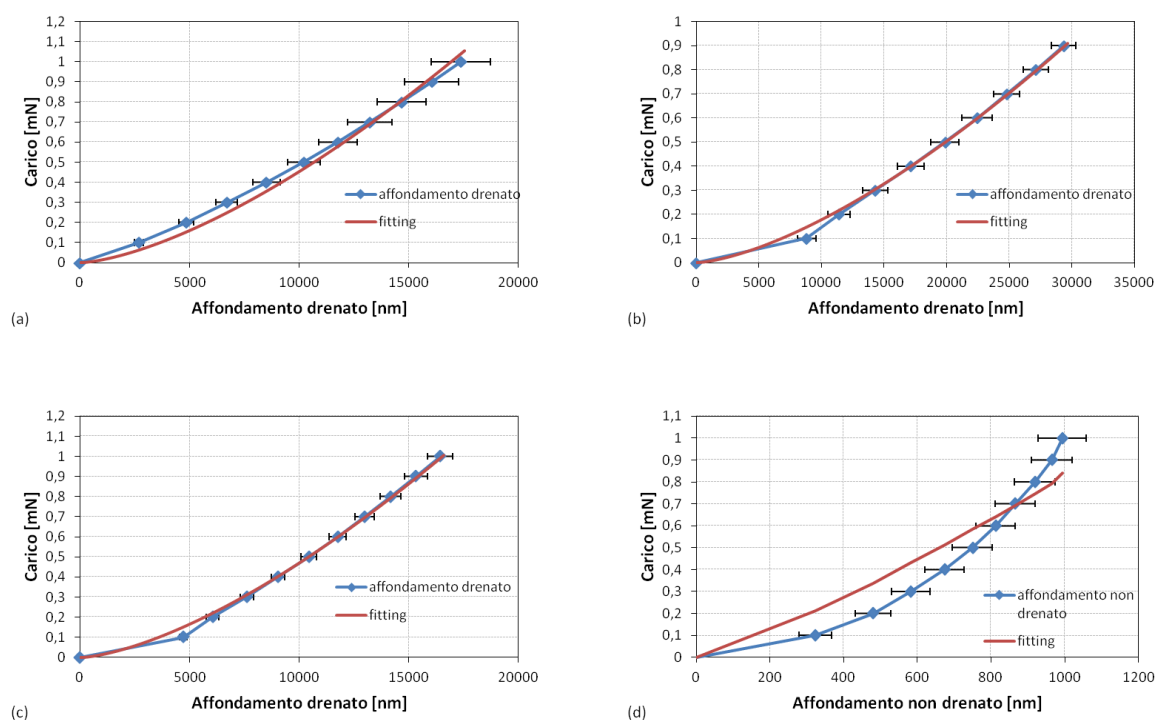 1,2
1,1
1
0,9
0,8
0,7
0,6
0,5
0,4
0,3
0,2
0,1
0
Carico [mN]
affondamento drenato
fitting
0 5000 10000 15000 20000
Affondamento drenato [nm]
(a)
1
0,9
0,8
0,7
0,6
0,5
0,4
0,3
0,2
0,1
0
Carico [mN]
affondamento drenato
fitting
0 5000 10000 15000 20000 25000 30000 35000
Affondamento drenato [nm]
(b)
1,2
1,1
1
0,9
0,8
0,7
0,6
0,5
0,4
0,3
0,2
0,1
0
Carico [mN]
affondamento drenato
fitting
0 5000 10000 15000 20000
Affondamento drenato [nm]
(c)
1,1
1
0,9
0,8
0,7
0,6
0,5
0,4
0,3
0,2
0,1
0
Carico [mN]
affondamento non
drenato
fitting
0 200 400 600 800 1000 1200
Affondamento non drenato [nm]
(d)